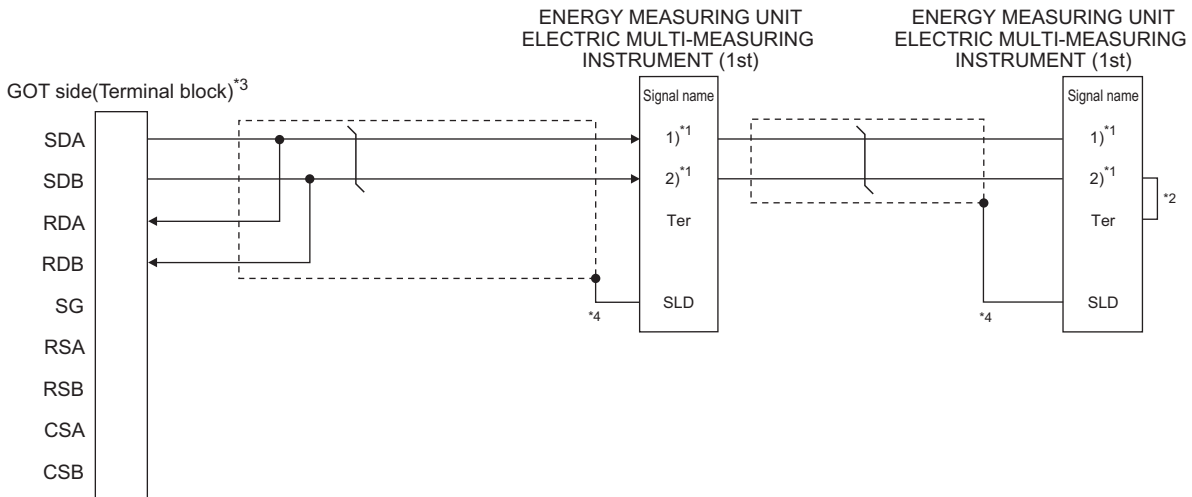 ENERGY MEASURING UNIT
ELECTRIC MULTI-MEASURING
INSTRUMENT (1st)
ENERGY MEASURING UNIT
ELECTRIC MULTI-MEASURING
INSTRUMENT (1st)
GOT side(Terminal block)*3
SDA
SDB
RDA
RDB
SG
RSA
RSB
CSA
CSB
Signal name
1)*1
2)*1
Ter
SLD
*4
Signal name
1)*1
2)*1
Ter
SLD
*2
*4